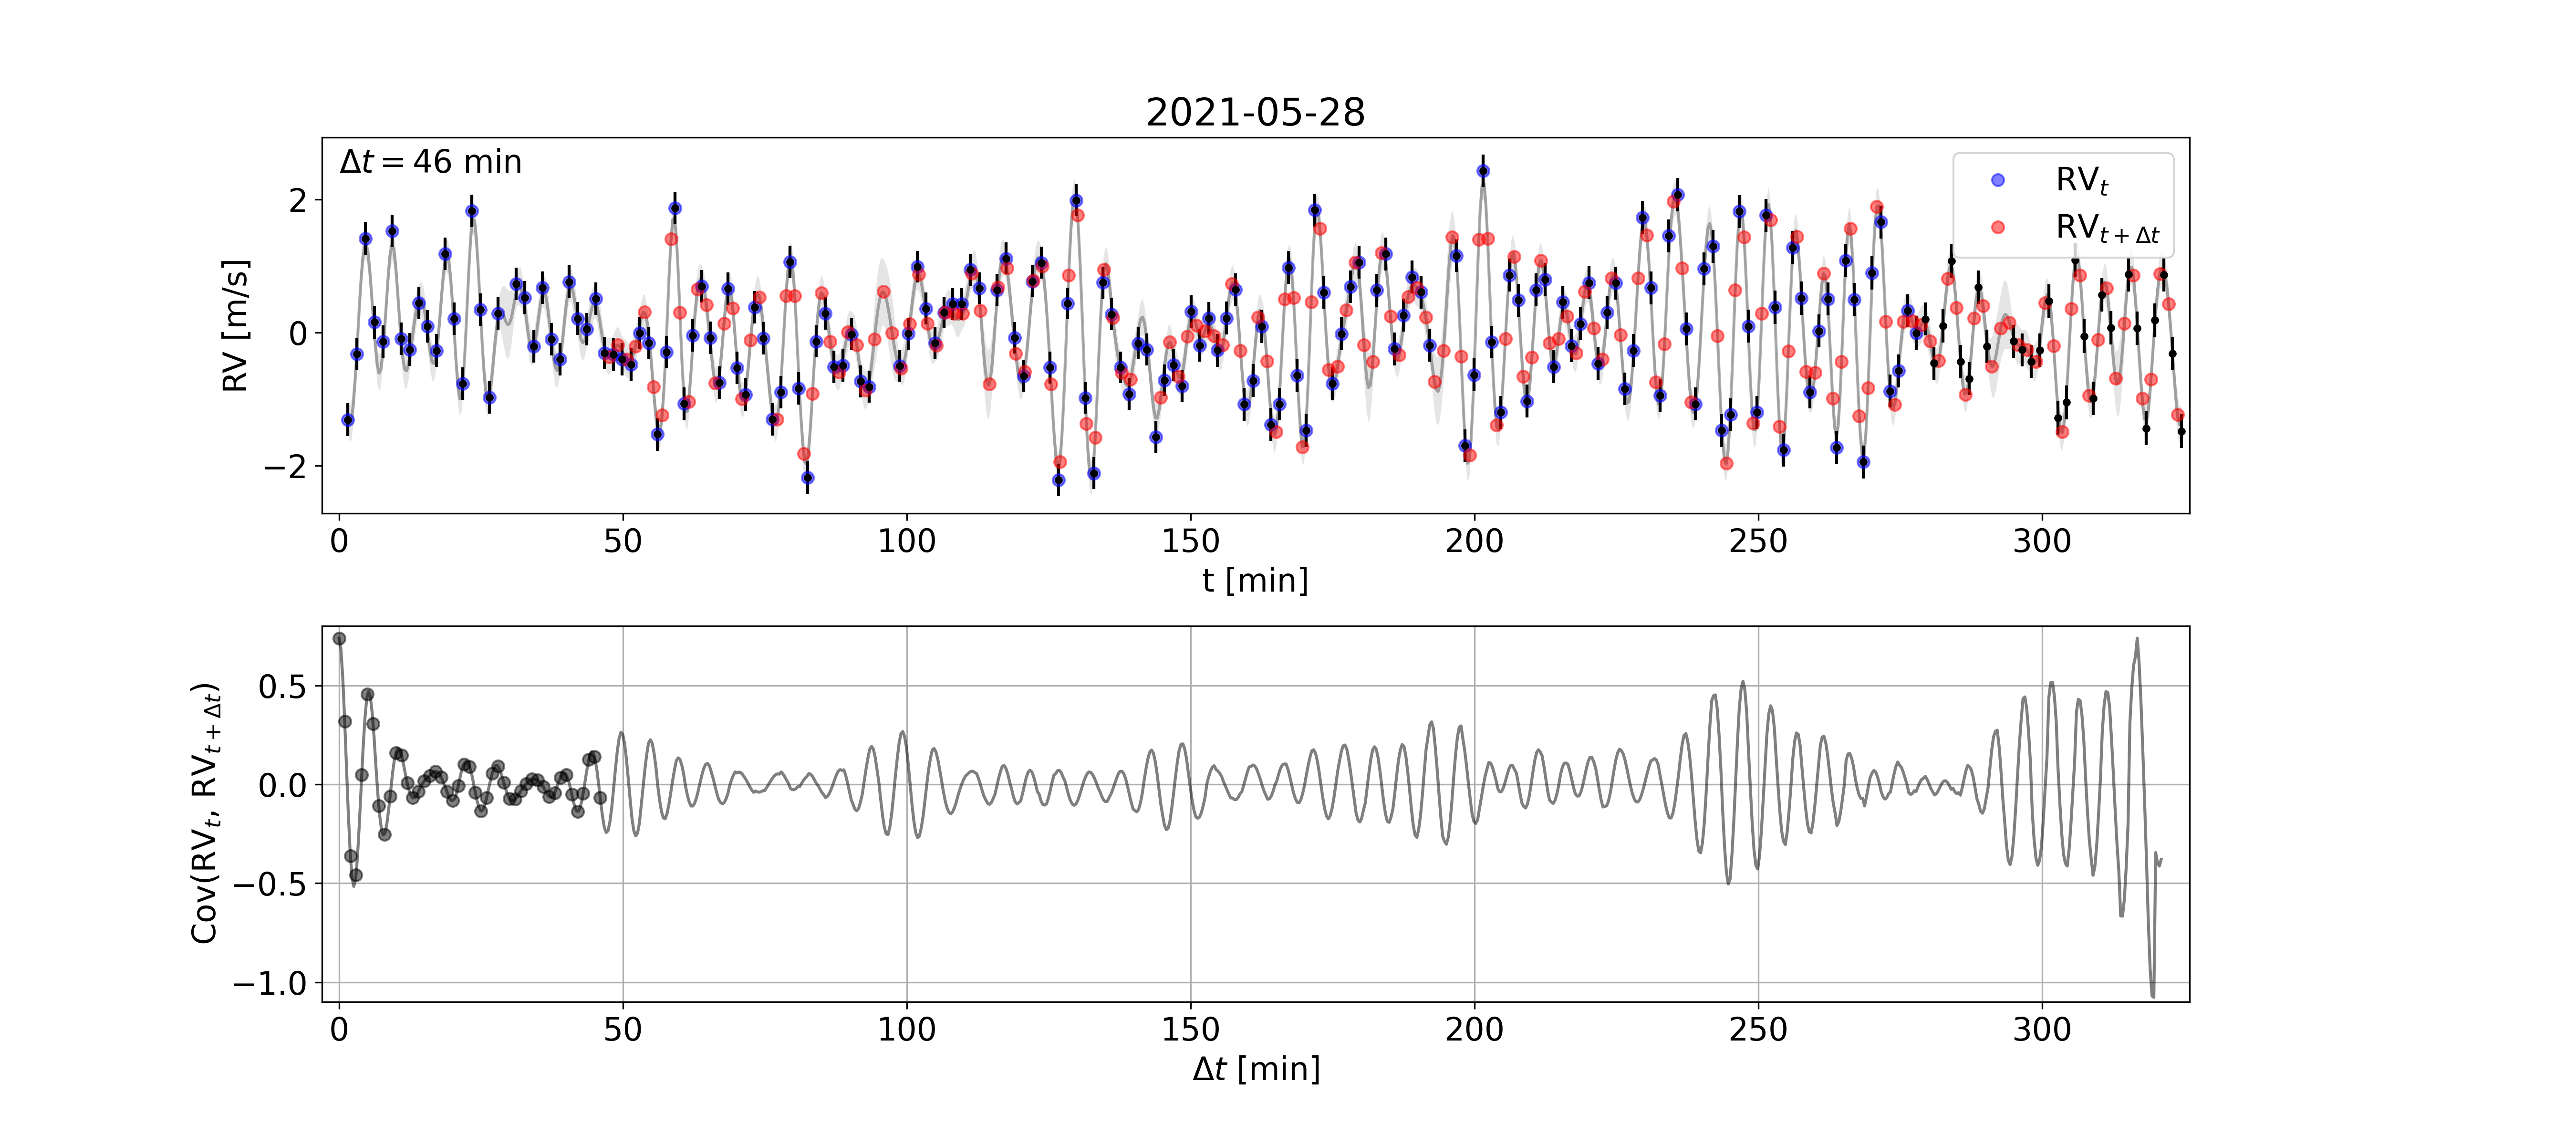 2021-05-28
Δt = 46 min
RV_t
RV_{t+Δt}
RV [m/s]
2
0
−2
0 50 100 150 200 250 300
t [min]
Cov(RV_t, RV_{t+Δt})
0.5
0.0
−0.5
−1.0
0 50 100 150 200 250 300
Δt [min]